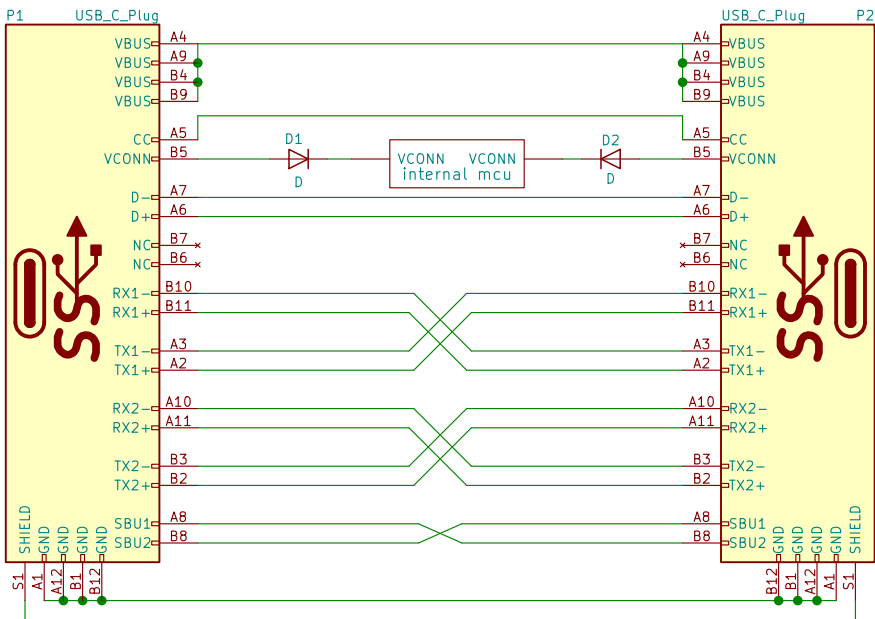 P1 USB_C_Plug USB_C_Plug P2
VBUS A4 A4 VBUS
VBUS A9 A9 VBUS
VBUS B4 B4 VBUS
VBUS B9 B9 VBUS
CC A5 D1 D2 A5 CC
VCONN B5 VCONN VCONN B5 VCONN
internal mcu
D D
D- A7 A7 D-
D+ A6 A6 D+
NC B7 B7 NC
NC B6 B6 NC
RX1- B10 B10 RX1-
RX1+ B11 B11 RX1+
SS SS
TX1- A3 A3 TX1-
TX1+ A2 A2 TX1+
RX2- A10 A10 RX2-
RX2+ A11 A11 RX2+
TX2- B3 B3 TX2-
TX2+ B2 B2 TX2+
SBU1 A8 A8 SBU1
SBU2 B8 B8 SBU2
SHIELD GND GND GND GND GND GND GND GND SHIELD
S1 A1 A12 B1 B12 B12 B1 A12 A1 S1